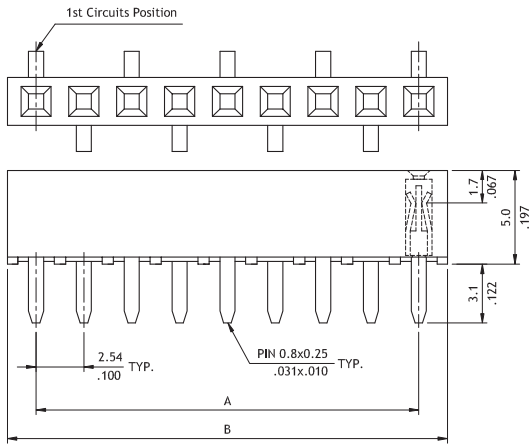 1st Circuits Position
1.7
.067
5.0
.197
3.1
.122
2.54
.100
TYP.
PIN 0.8x0.25
.031x.010
TYP.
A
B